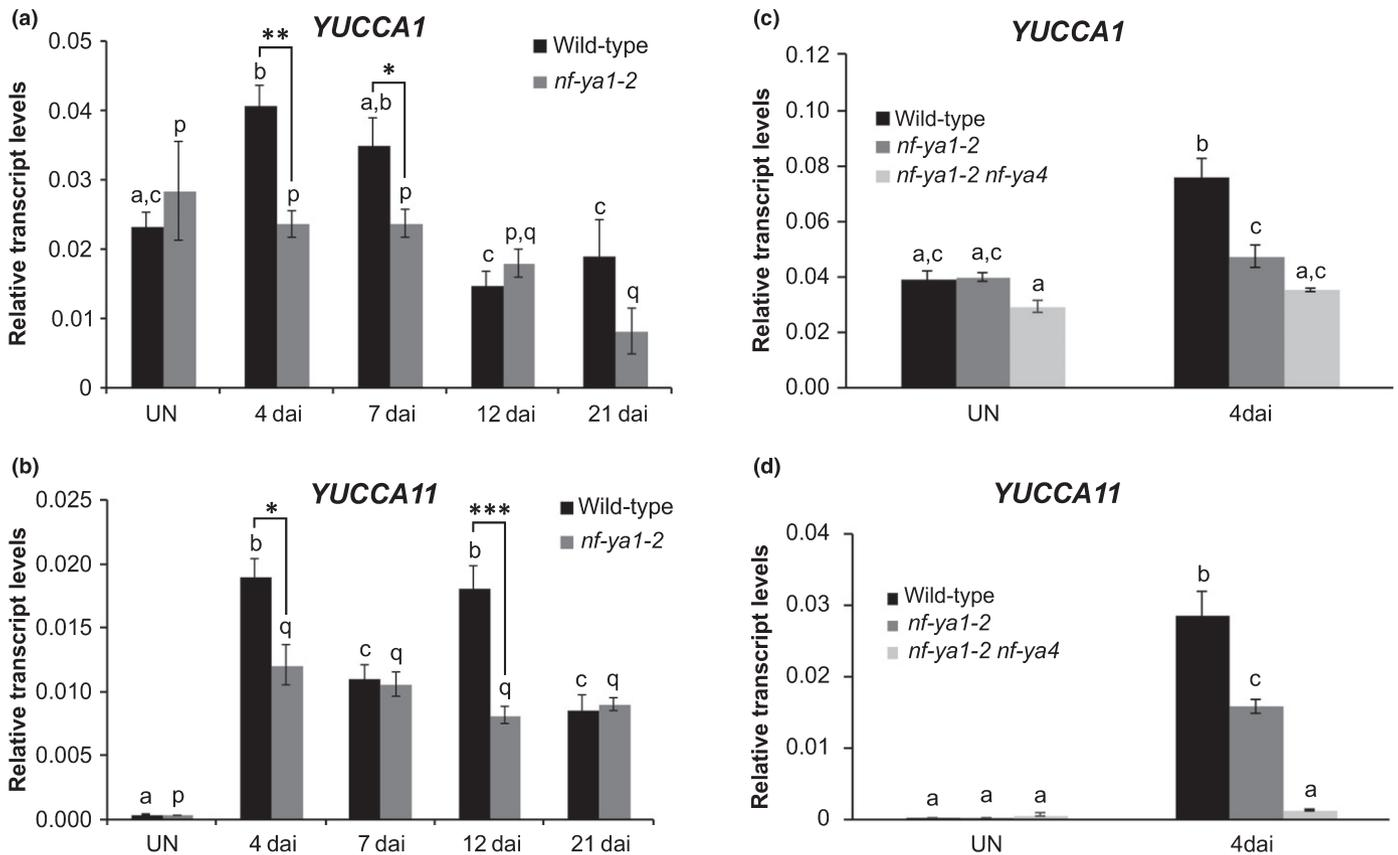 (a)
YUCCA1
Relative transcript levels
0.05
0.04
0.03
0.02
0.01
0
Wild-type
nf-ya1-2
** *
a,c p b p a,b p c p,q c q
UN 4 dai 7 dai 12 dai 21 dai
(b)
YUCCA11
Relative transcript levels
0.025
0.020
0.015
0.010
0.005
0.000
Wild-type
nf-ya1-2
* ***
a p b q c q b q c q
UN 4 dai 7 dai 12 dai 21 dai
(c)
YUCCA1
Relative transcript levels
0.12
0.10
0.08
0.06
0.04
0.02
0.00
Wild-type
nf-ya1-2
nf-ya1-2 nf-ya4
a,c a,c a b c a,c
UN 4dai
(d)
YUCCA11
Relative transcript levels
0.04
0.03
0.02
0.01
0
Wild-type
nf-ya1-2
nf-ya1-2 nf-ya4
a a a b c a
UN 4dai